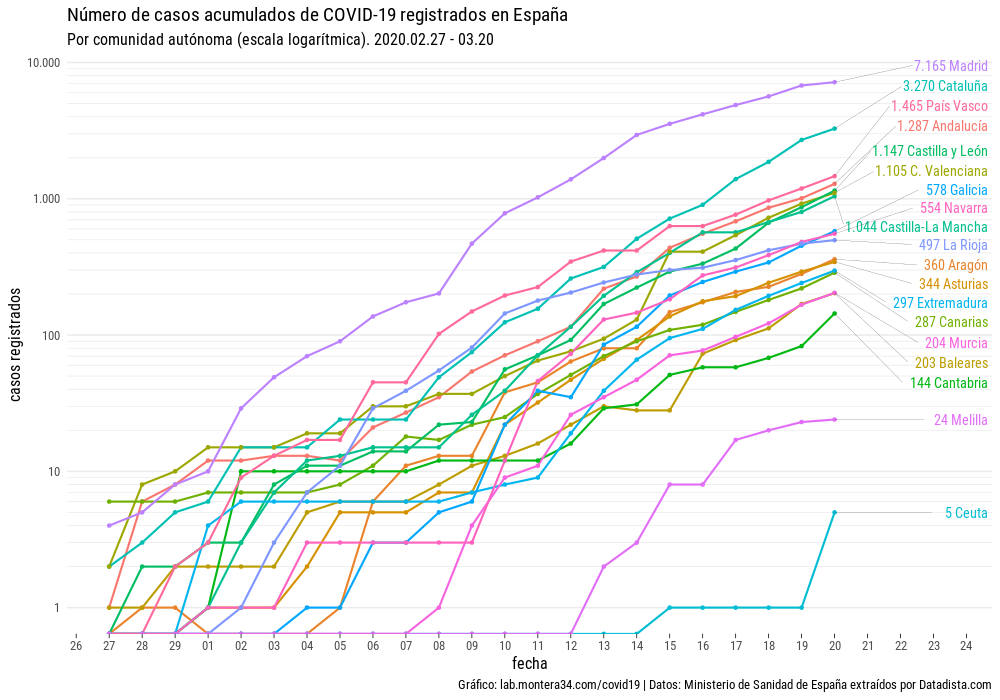 Número de casos acumulados de COVID-19 registrados en España
Por comunidad autónoma (escala logarítmica). 2020.02.27 - 03.20
10.000
1.000
100
10
1
casos registrados
7.165 Madrid
3.270 Cataluña
1.465 País Vasco
1.287 Andalucía
1.147 Castilla y León
1.105 C. Valenciana
578 Galicia
554 Navarra
1.044 Castilla-La Mancha
497 La Rioja
360 Aragón
344 Asturias
297 Extremadura
287 Canarias
204 Murcia
203 Baleares
144 Cantabria
24 Melilla
5 Ceuta
26 27 28 29 01 02 03 04 05 06 07 08 09 10 11 12 13 14 15 16 17 18 19 20 21 22 23 24
fecha
Gráfico: lab.montera34.com/covid19 | Datos: Ministerio de Sanidad de España extraídos por Datadista.com